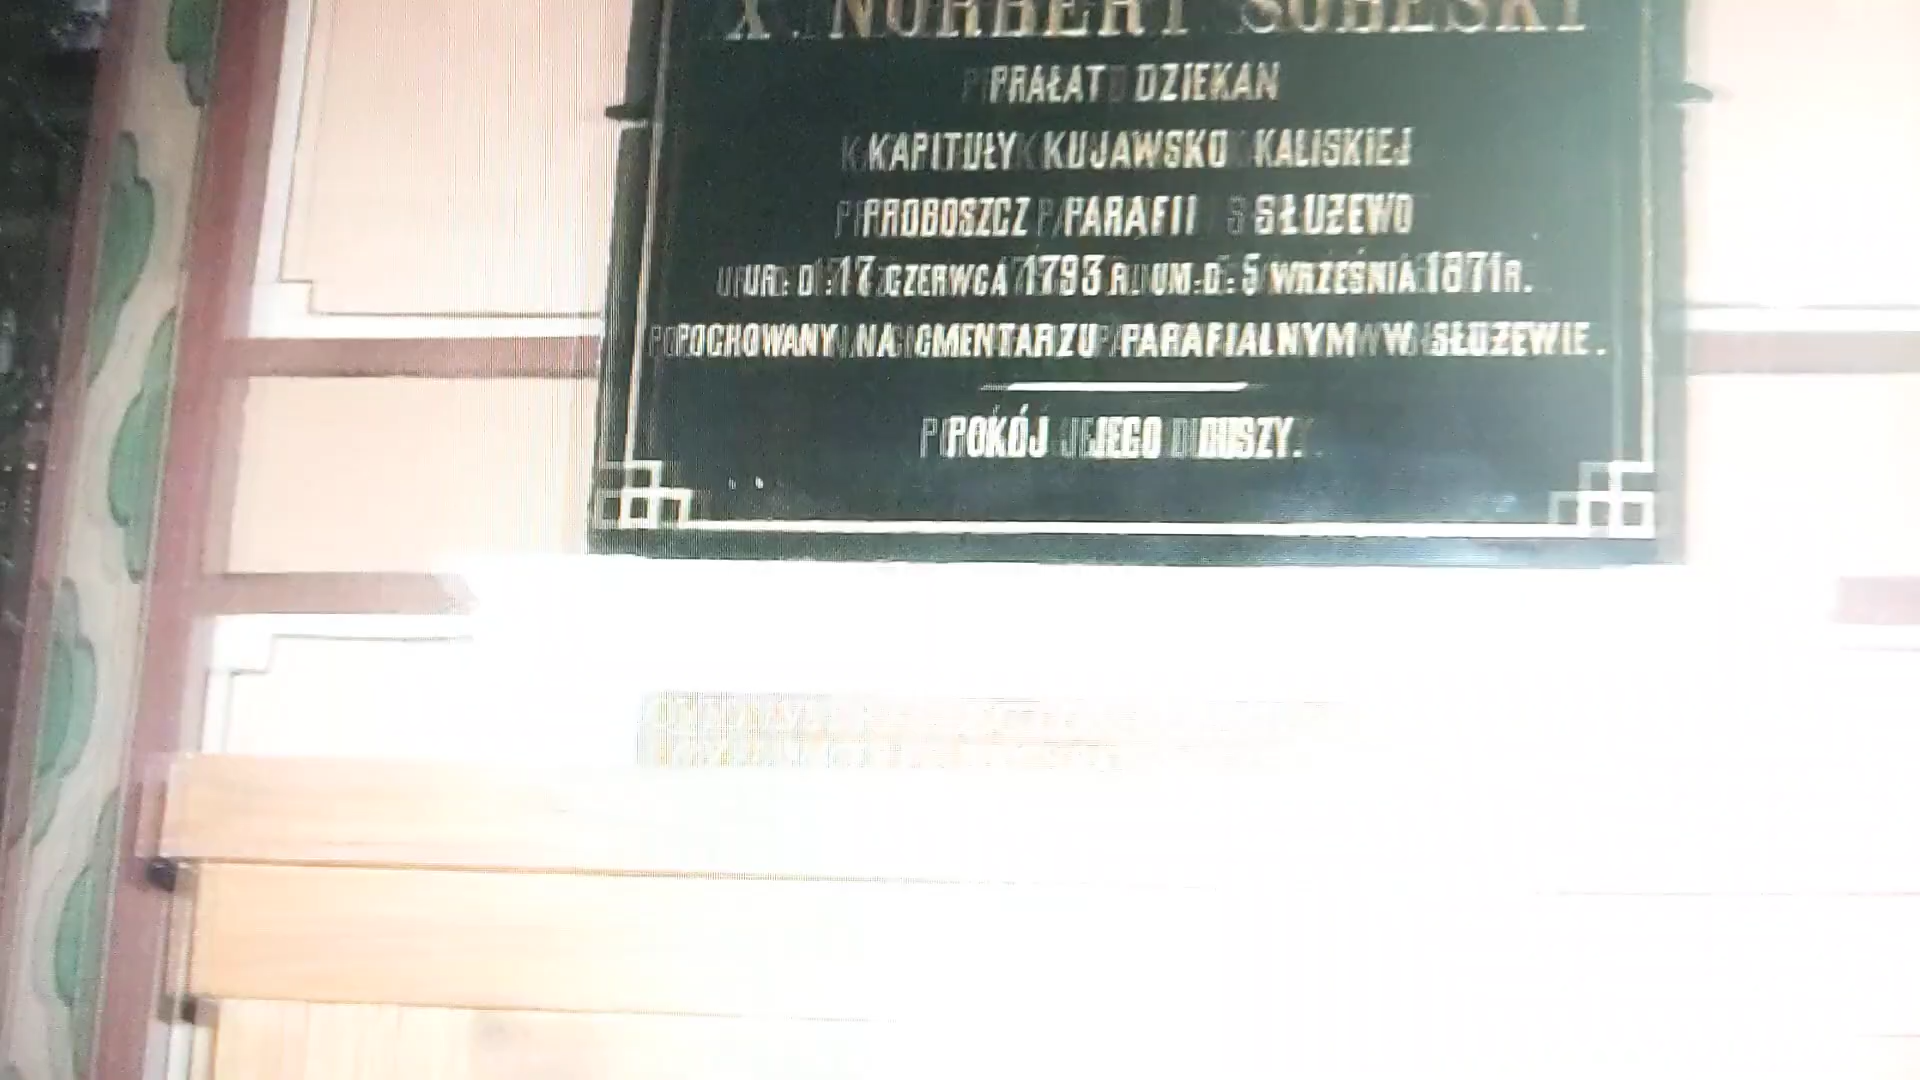 X. NORBERT SOBESKI
PRAŁAT DZIEKAN
KAPITUŁY KUJAWSKO KALISKIEJ
PROBOSZCZ PARAFII SŁUŻEWO
UR: D: 17 CZERWCA 1793 R. UM: D: 5 WRZEŚNIA 1871 R.
POCHOWANY NA CMENTARZU PARAFIALNYM W SŁUŻEWIE.
POKÓJ JEGO DUSZY.